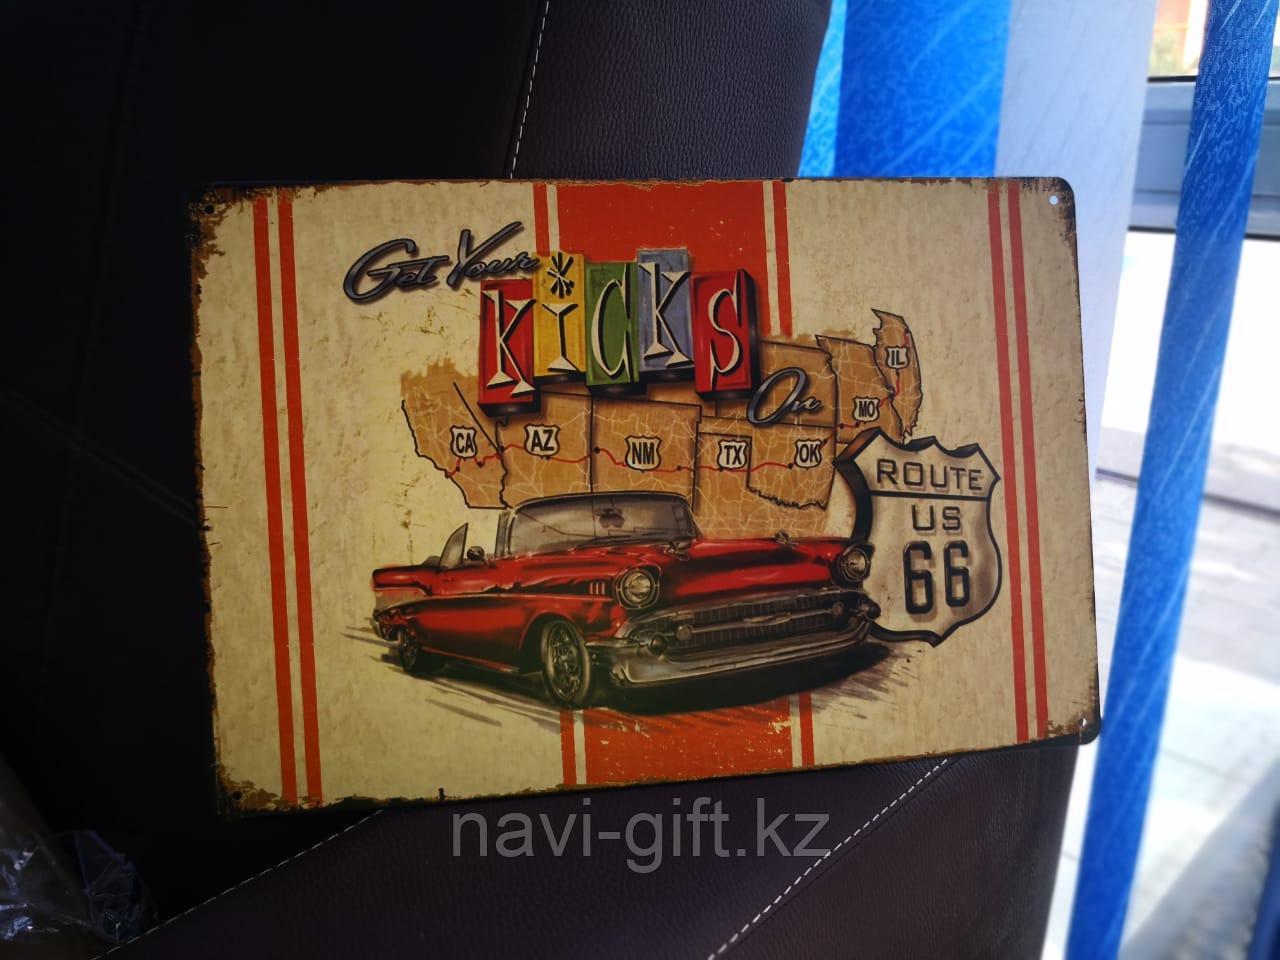 Get Your
KiCKS
On
IL
MO
CA AZ NM TX OK
ROUTE
US
66
navi-gift.kz